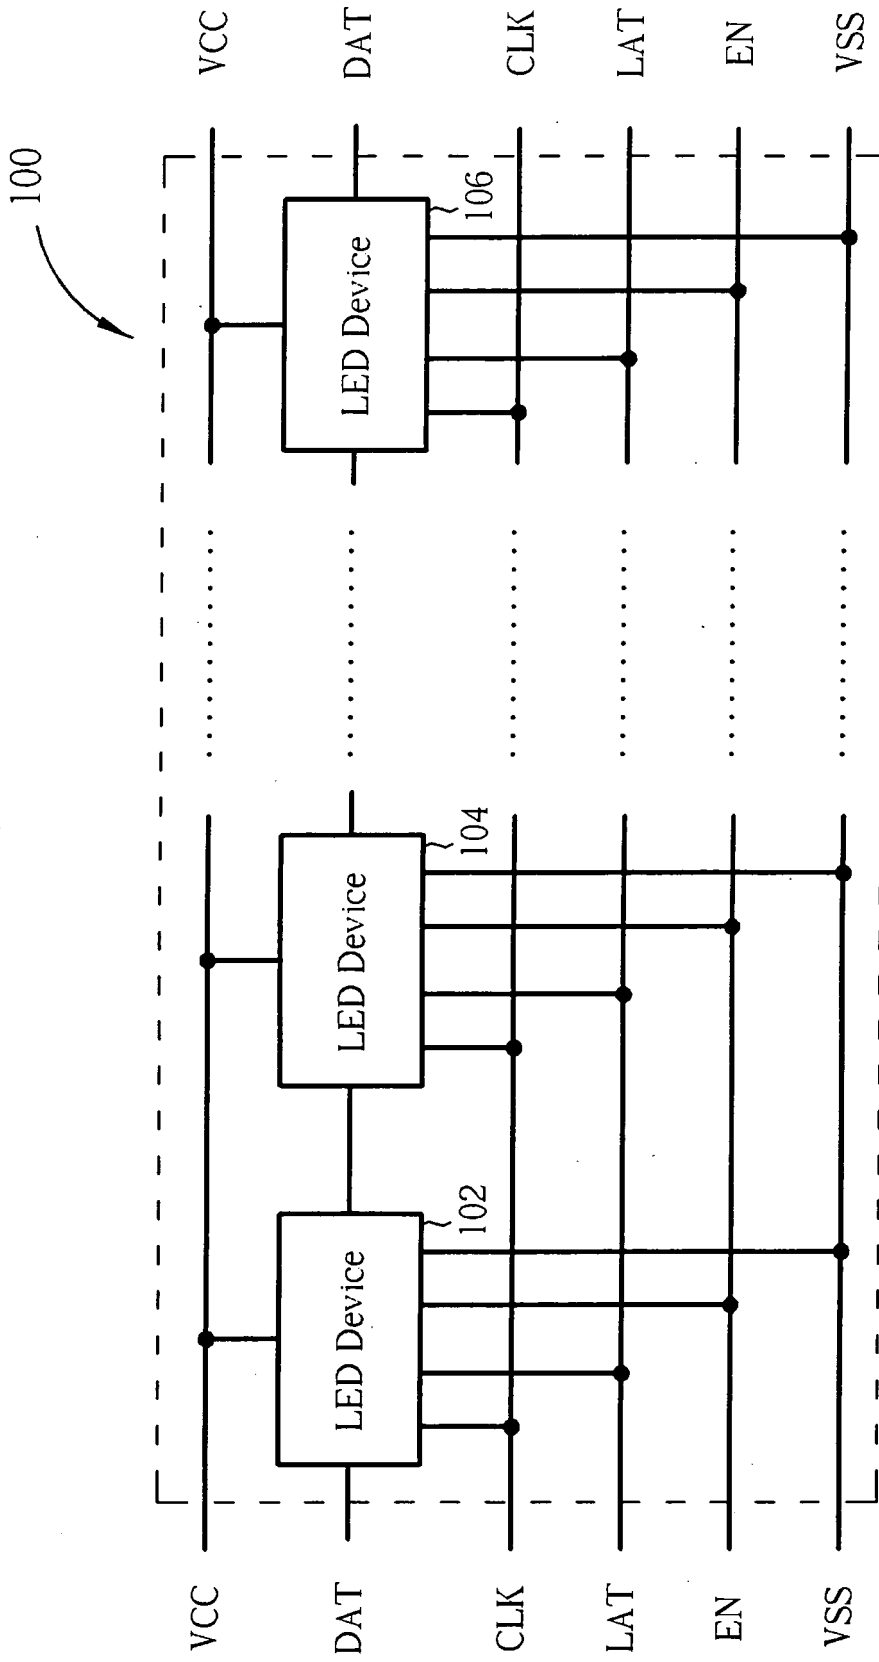 100
VCC
DAT
CLK
LAT
EN
VSS
LED Device
102
LED Device
104
LED Device
106
VCC
DAT
CLK
LAT
EN
VSS